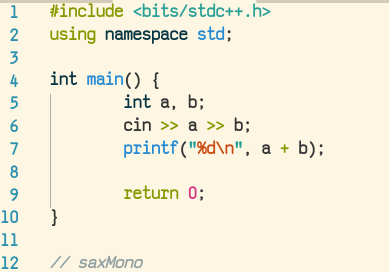 1 #include <bits/stdc++.h>
2 using namespace std;
3
4 int main() {
5 int a, b;
6 cin >> a >> b;
7 printf("%d\n", a + b);
8
9 return 0;
10 }
11
12 // saxMono